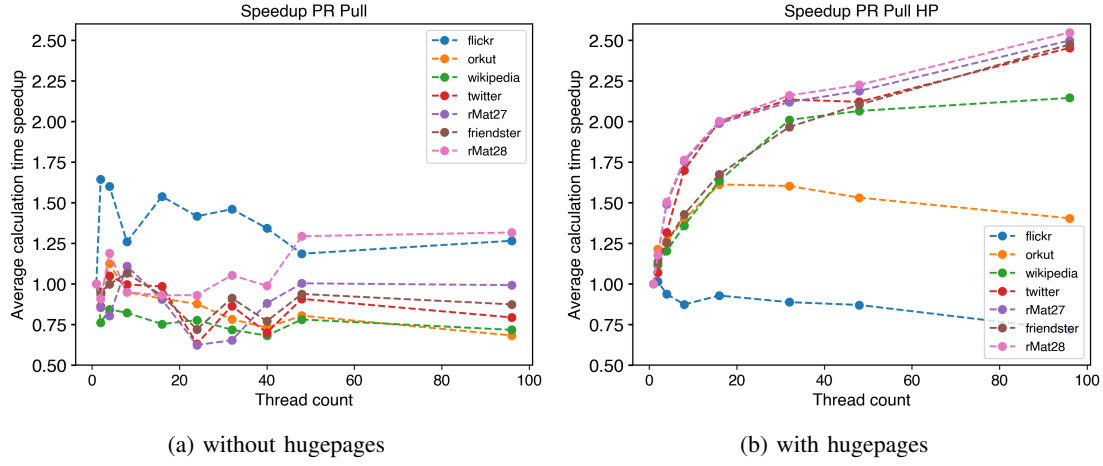 Speedup PR Pull
Average calculation time speedup
2.50
2.25
2.00
1.75
1.50
1.25
1.00
0.75
0.50
flickr
orkut
wikipedia
twitter
rMat27
friendster
rMat28
0
20
40
60
80
100
Thread count
(a) without hugepages
Speedup PR Pull HP
Average calculation time speedup
2.50
2.25
2.00
1.75
1.50
1.25
1.00
0.75
0.50
flickr
orkut
wikipedia
twitter
rMat27
friendster
rMat28
0
20
40
60
80
100
Thread count
(b) with hugepages